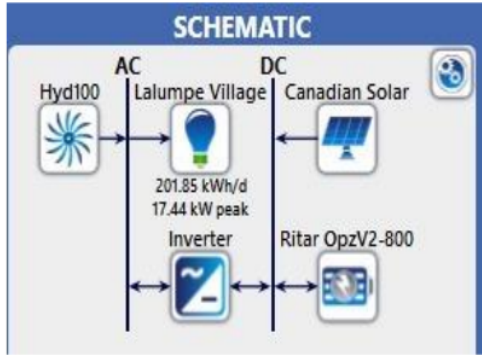 SCHEMATIC
AC DC
Hyd100 Lalumpe Village Canadian Solar
201.85 kWh/d
17.44 kW peak
Inverter Ritar OpzV2-800